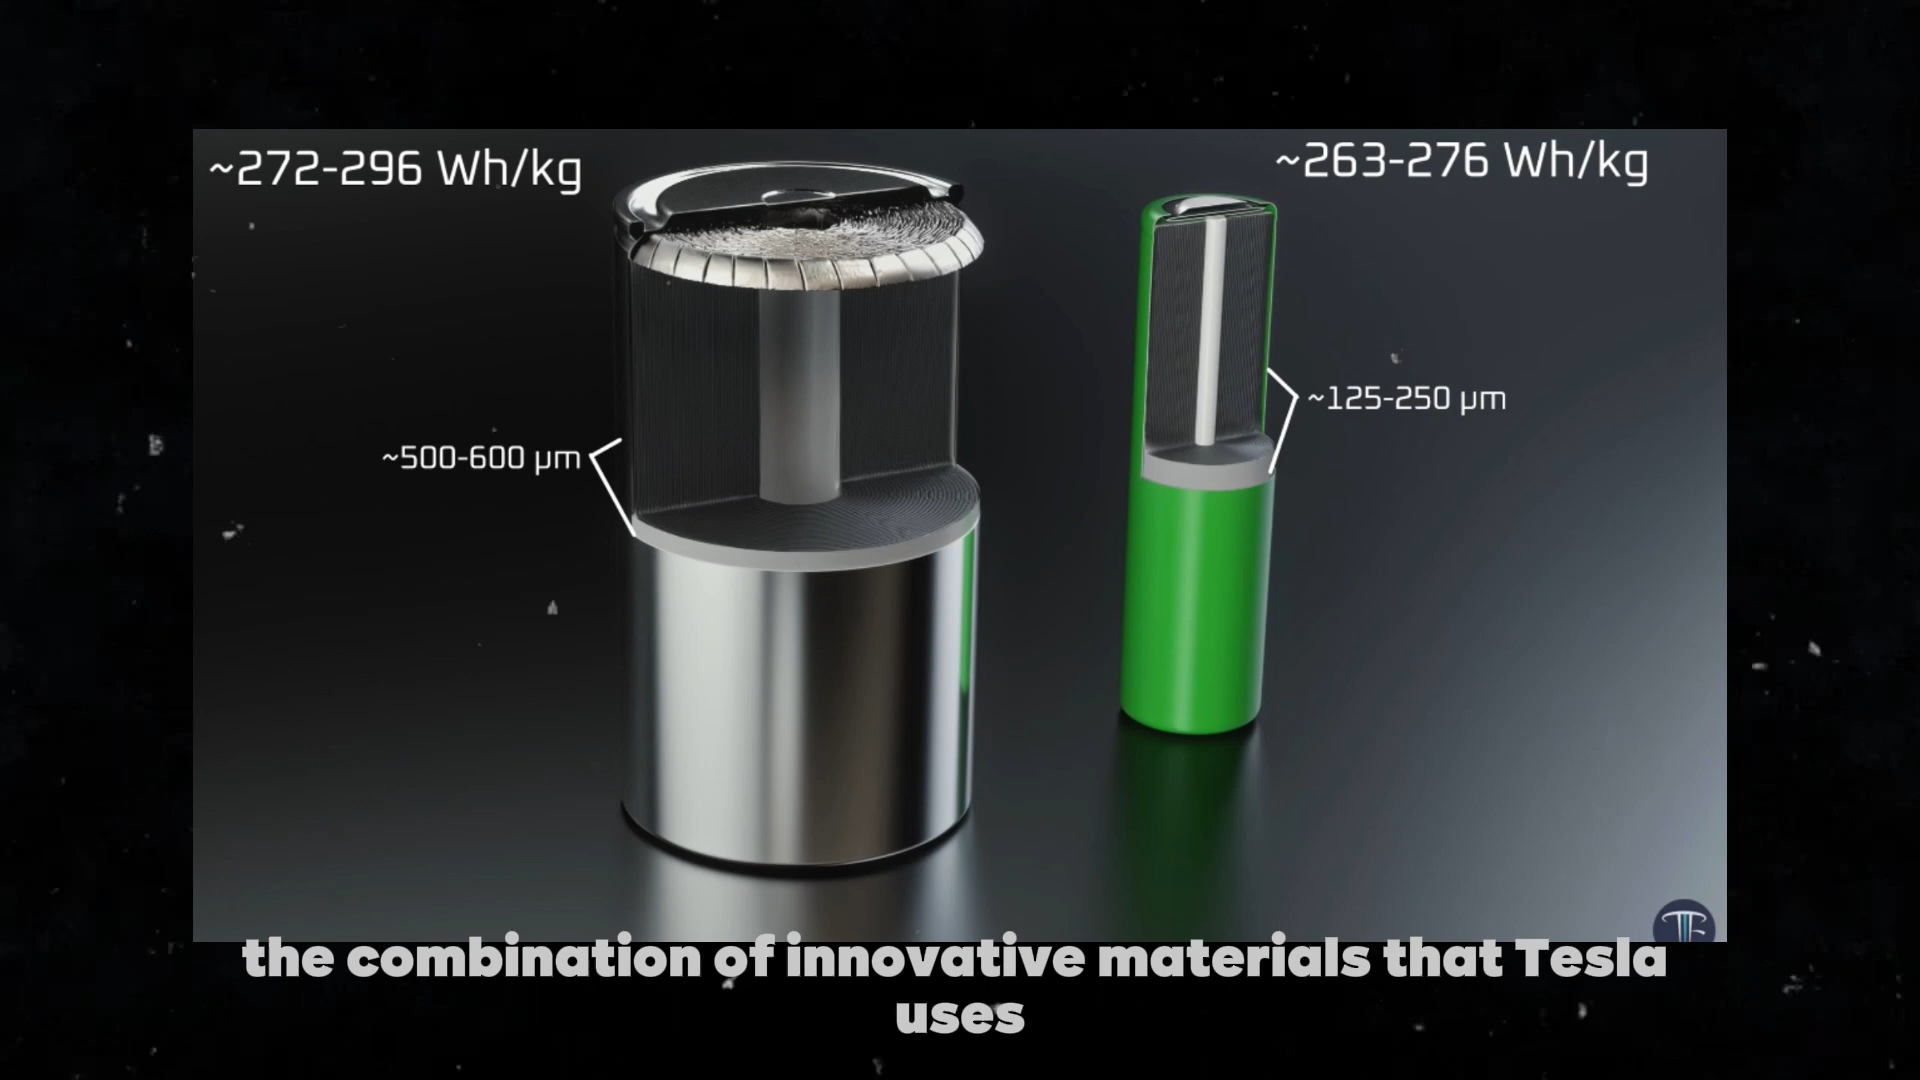 ~272-296 Wh/kg
~263-276 Wh/kg
~125-250 µm
~500-600 µm
the combination of innovative materials that Tesla
uses